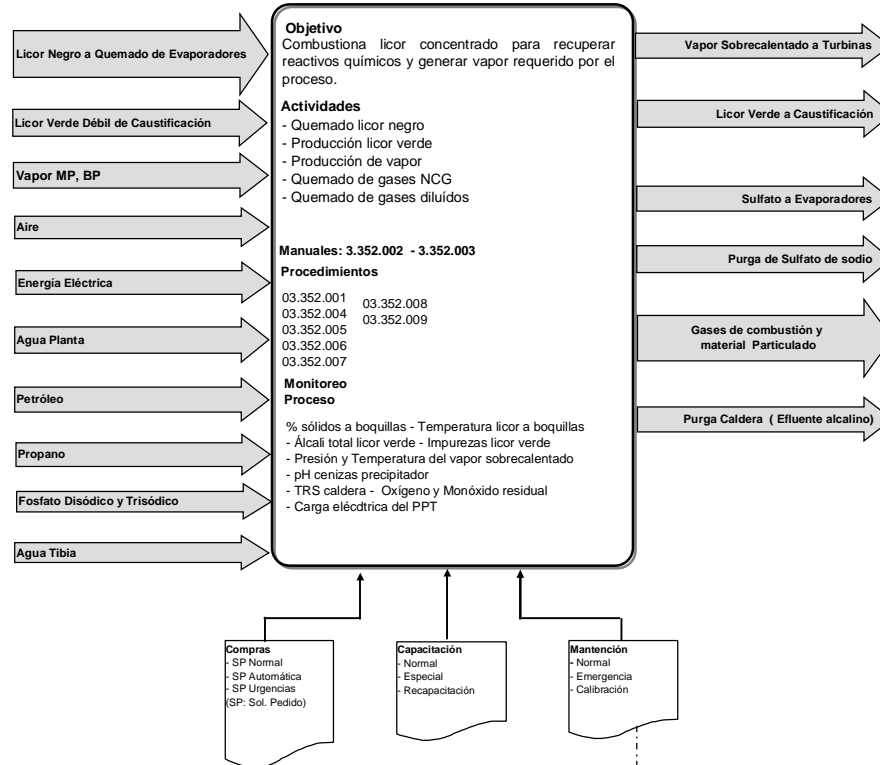 Licor Negro a Quemado de Evaporadores
Licor Verde Débil de Caustificación
Vapor MP, BP
Aire
Energía Eléctrica
Agua Planta
Petróleo
Propano
Fosfato Disódico y Trisódico
Agua Tibia
Objetivo
Combustiona licor concentrado para recuperar
reactivos químicos y generar vapor requerido por el
proceso.
Actividades
- Quemado licor negro
- Producción licor verde
- Producción de vapor
- Quemado de gases NCG
- Quemado de gases diluídos
Manuales: 3.352.002 - 3.352.003
Procedimientos
03.352.001
03.352.004
03.352.005
03.352.006
03.352.007
03.352.008
03.352.009
Monitoreo
Proceso
% sólidos a boquillas - Temperatura licor a boquillas
- Álcali total licor verde - Impurezas licor verde
- Presión y Temperatura del vapor sobrecalentado
- pH cenizas precipitador
- TRS caldera - Oxígeno y Monóxido residual
- Carga elécdtrica del PPT
Vapor Sobrecalentado a Turbinas
Licor Verde a Caustificación
Sulfato a Evaporadores
Purga de Sulfato de sodio
Gases de combustión y
material Particulado
Purga Caldera ( Efluente alcalino)
Compras
- SP Normal
- SP Automática
- SP Urgencias
(SP: Sol. Pedido)
Capacitación
- Normal
- Especial
- Recapacitación
Mantención
- Normal
- Emergencia
- Calibración